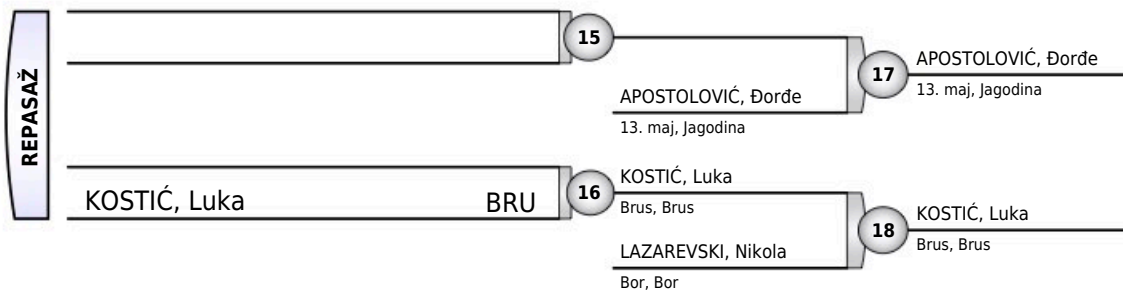 REPASAŽ
15
APOSTOLOVIĆ, Đorđe
13. maj, Jagodina
17
APOSTOLOVIĆ, Đorđe
13. maj, Jagodina
KOSTIĆ, Luka BRU
16
KOSTIĆ, Luka
Brus, Brus
LAZAREVSKI, Nikola
Bor, Bor
18
KOSTIĆ, Luka
Brus, Brus